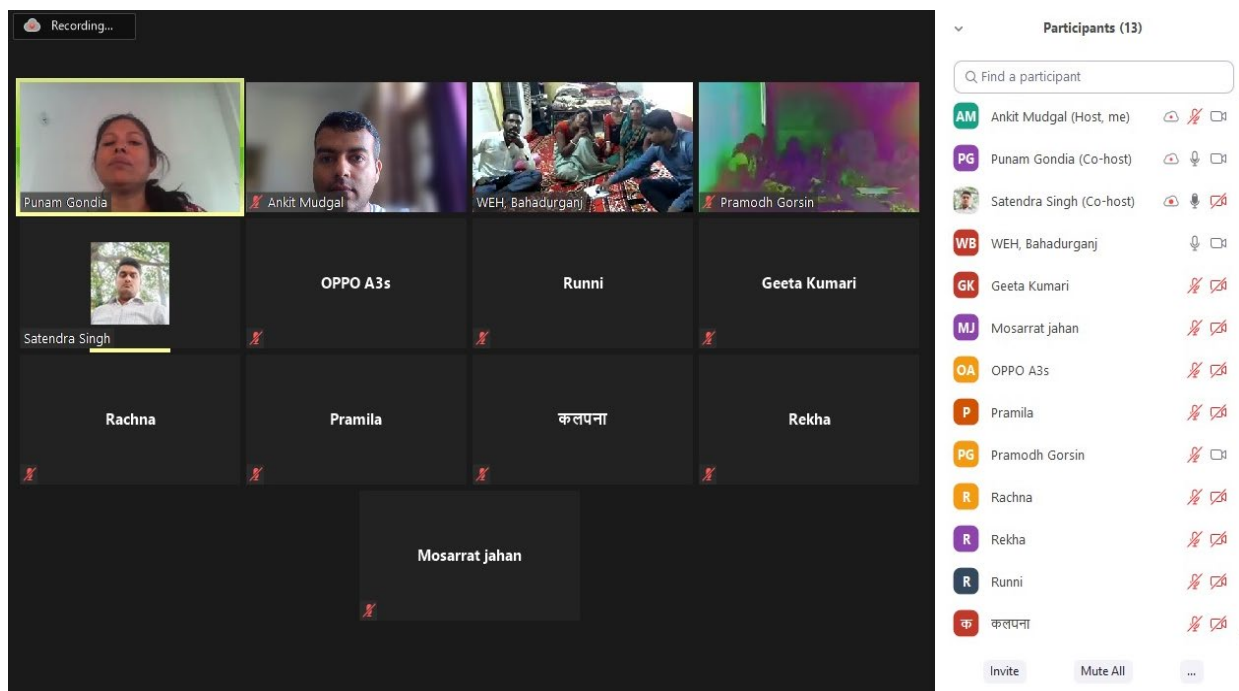 Recording...
Punam Gondia
Ankit Mudgal
WEH, Bahadurganj
Pramodh Gorsin
Satendra Singh
OPPO A3s
Runni
Geeta Kumari
Rachna
Pramila
कलपना
Rekha
Mosarrat jahan
Participants (13)
Find a participant
AM Ankit Mudgal (Host, me)
PG Punam Gondia (Co-host)
Satendra Singh (Co-host)
WB WEH, Bahadurganj
GK Geeta Kumari
MJ Mosarrat jahan
OA OPPO A3s
P Pramila
PG Pramodh Gorsin
R Rachna
R Rekha
R Runni
क कलपना
Invite Mute All ...